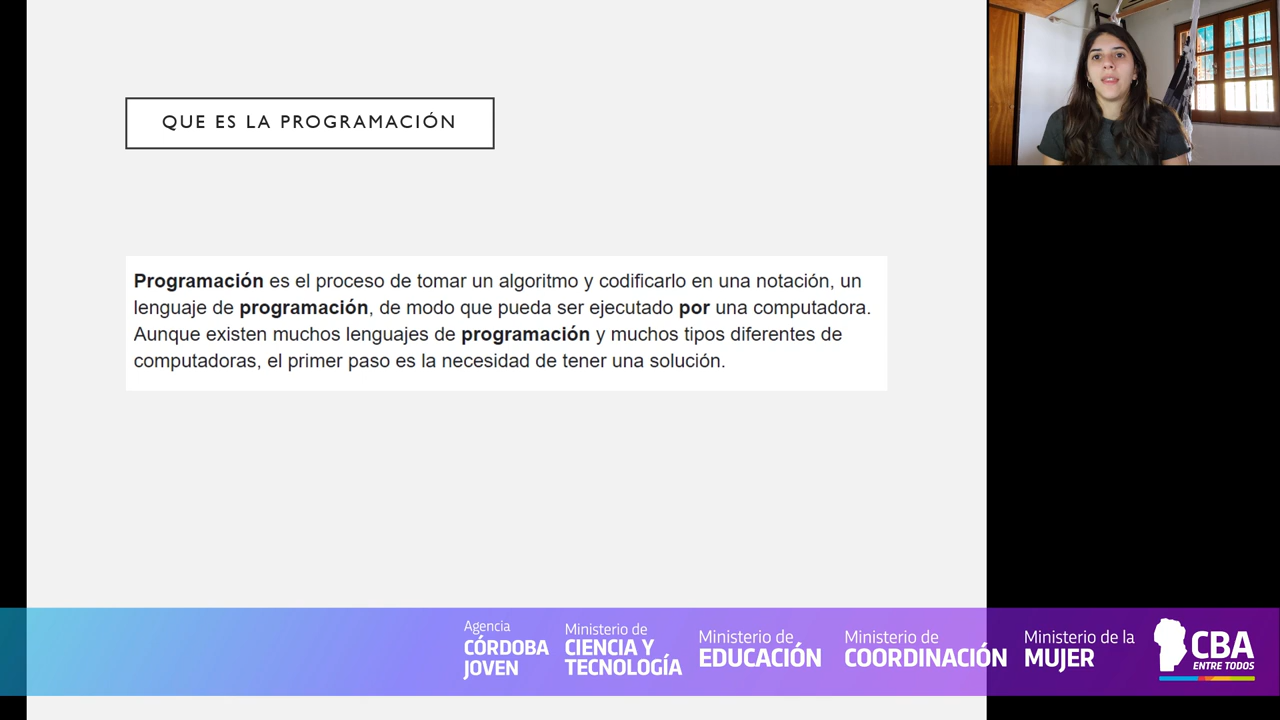 QUE ES LA PROGRAMACIÓN
Programación es el proceso de tomar un algoritmo y codificarlo en una notación, un
lenguaje de programación, de modo que pueda ser ejecutado por una computadora.
Aunque existen muchos lenguajes de programación y muchos tipos diferentes de
computadoras, el primer paso es la necesidad de tener una solución.
Agencia
CÓRDOBA
JOVEN
Ministerio de
CIENCIA Y
TECNOLOGÍA
Ministerio de
EDUCACIÓN
Ministerio de
COORDINACIÓN
Ministerio de la
MUJER
CBA
ENTRE TODOS